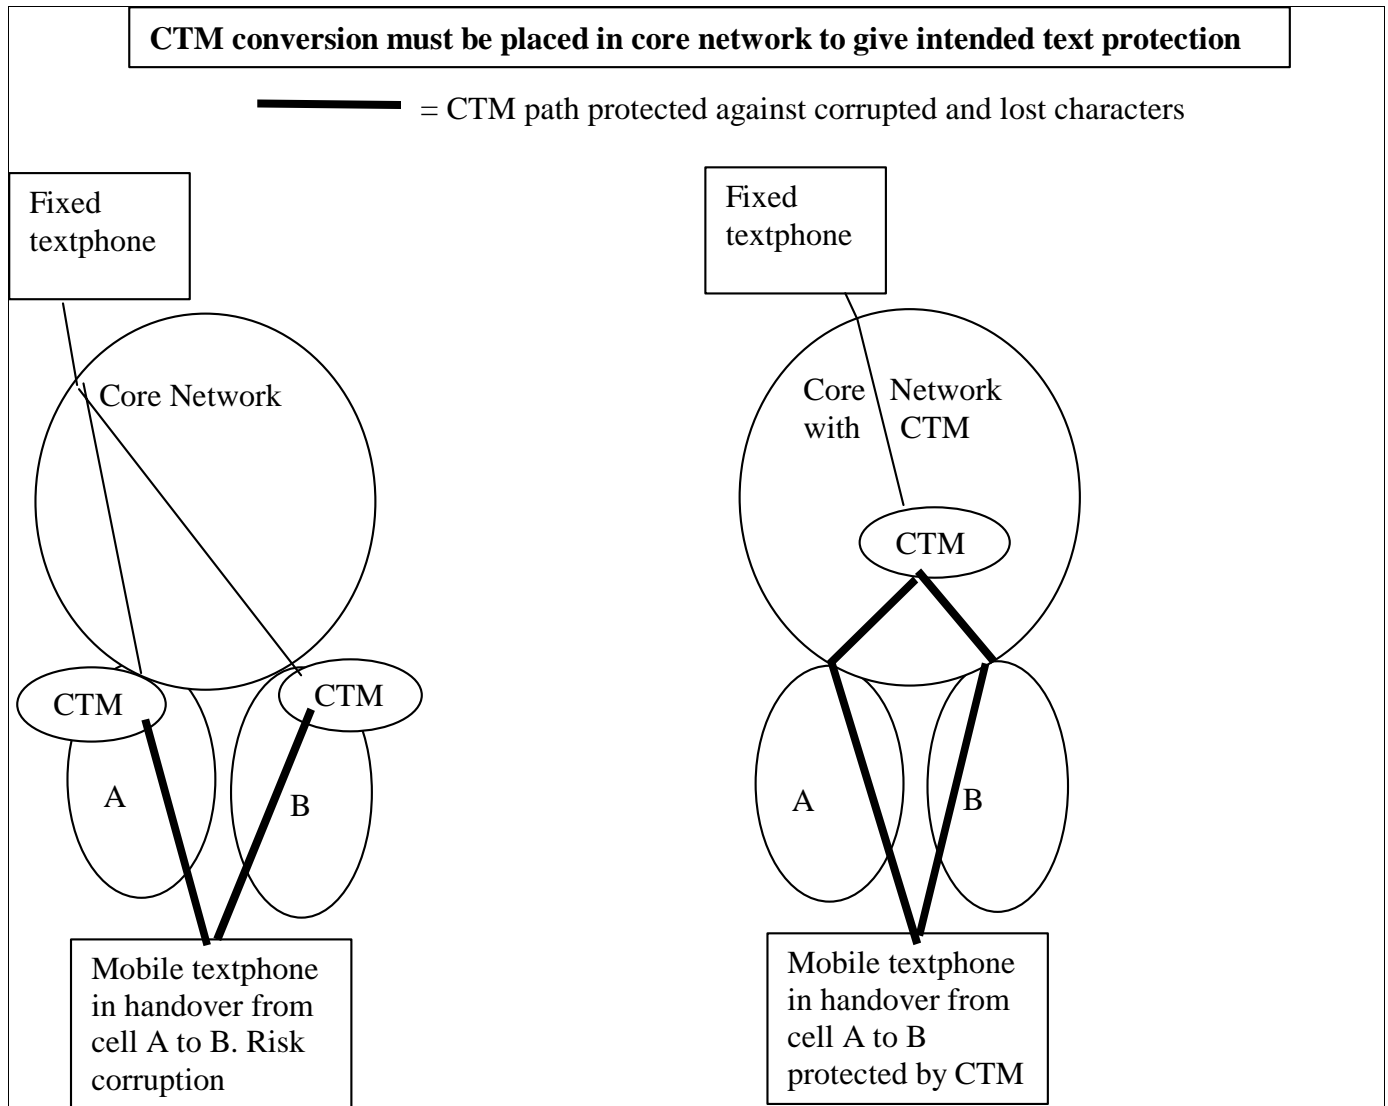 CTM conversion must be placed in core network to give intended text protection
= CTM path protected against corrupted and lost characters
Fixed
textphone
Core Network
CTM
CTM
A
B
Mobile textphone
in handover from
cell A to B. Risk
corruption
Fixed
textphone
Core Network
with CTM
CTM
A
B
Mobile textphone
in handover from
cell A to B
protected by CTM